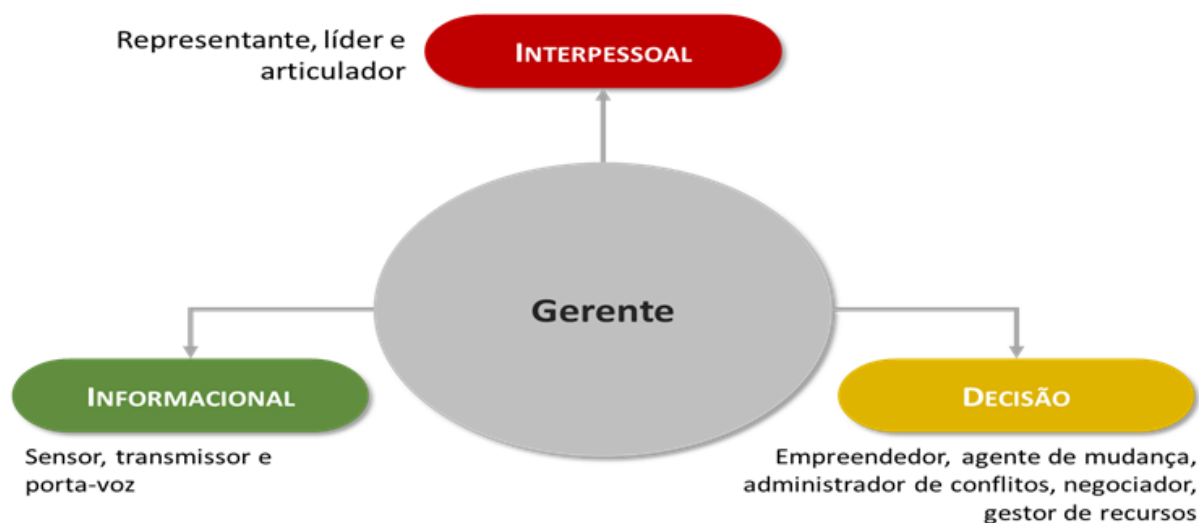 Representante, líder e
articulador
INTERPESSOAL
Gerente
INFORMACIONAL
Sensor, transmissor e
porta-voz
DECISÃO
Empreendedor, agente de mudança,
administrador de conflitos, negociador,
gestor de recursos